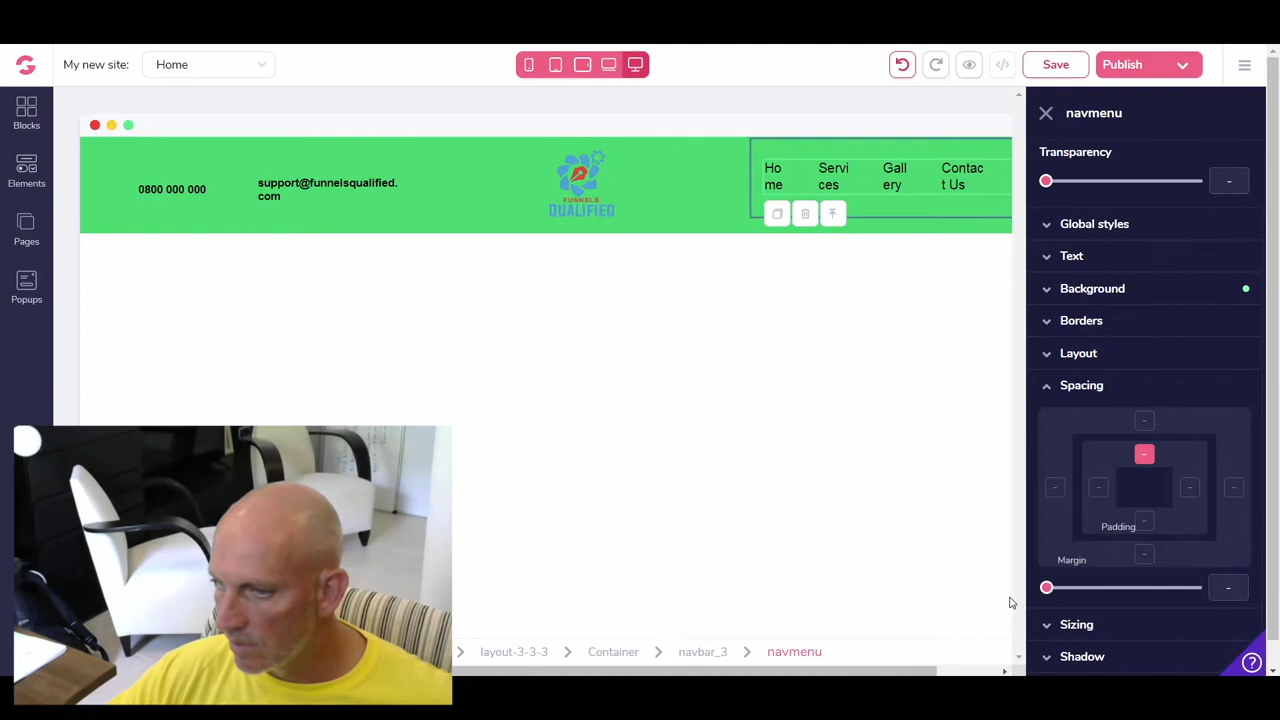 My new site:
Home
Save
Publish
Blocks
Elements
Pages
Popups
0800 000 000
support@funnelsqualified.
com
FUNNELS
QUALIFIED
Ho
me
Servi
ces
Gall
ery
Contac
t Us
layout-3-3-3
Container
navbar_3
navmenu
navmenu
Transparency
-
Global styles
Text
Background
Borders
Layout
Spacing
-
-
-
-
-
-
Padding
-
-
Margin
-
Sizing
Shadow
?